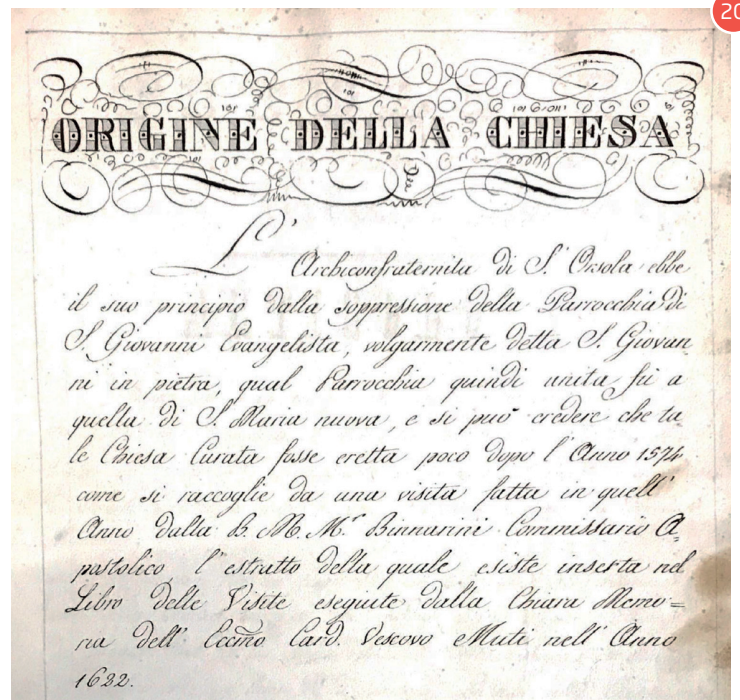 20
ORIGINE DELLA CHIESA
L' Archiconfraternita di S. Orsola ebbe
il suo principio dalla soppressione della Parrocchia di
S. Giovanni Evangelista, volgarmente detta S. Giovan-
ni in pietra, qual Parrocchia quindi unita fù a
quella di S. Maria nuova, e si può credere che ta-
le Chiesa Curata fosse eretta poco dopo l'Anno 1574
come si raccoglie da una visita fatta in quell'
Anno dalla B. M. M.r Binnarini Commissario A=
postolico, l'estratto della quale esiste inserta nel
Libro delle Visite eseguite dalla Chiara Memo=
ria dell' Eccmo Card. Vescovo Muti nell' Anno
1622.